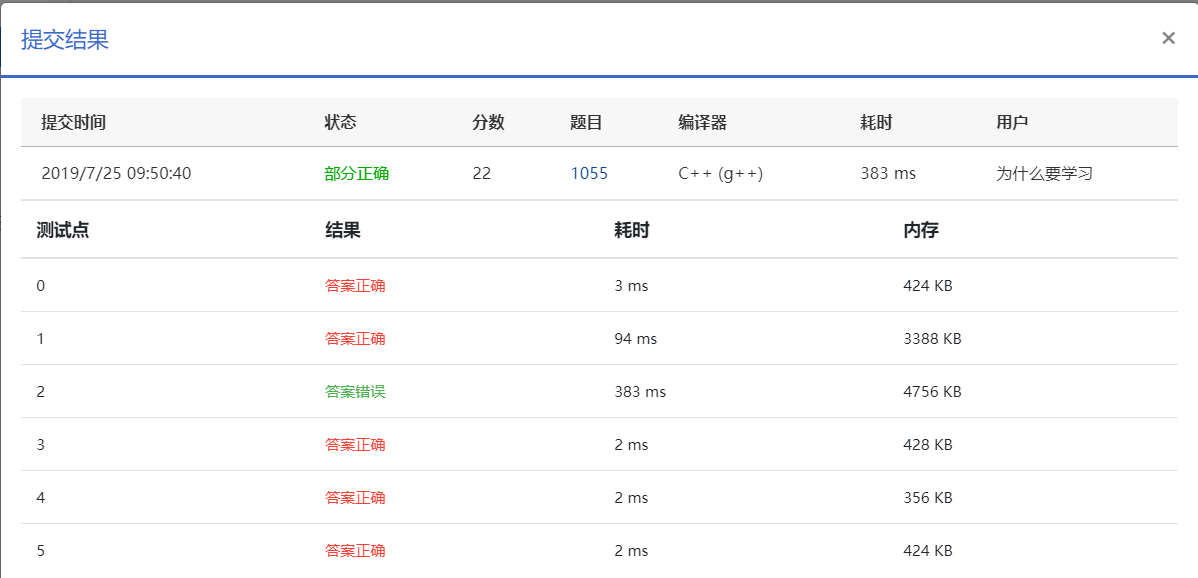 提交结果 ×
提交时间 状态 分数 题目 编译器 耗时 用户
2019/7/25 09:50:40 部分正确 22 1055 C++ (g++) 383 ms 为什么要学习
测试点 结果 耗时 内存
0 答案正确 3 ms 424 KB
1 答案正确 94 ms 3388 KB
2 答案错误 383 ms 4756 KB
3 答案正确 2 ms 428 KB
4 答案正确 2 ms 356 KB
5 答案正确 2 ms 424 KB